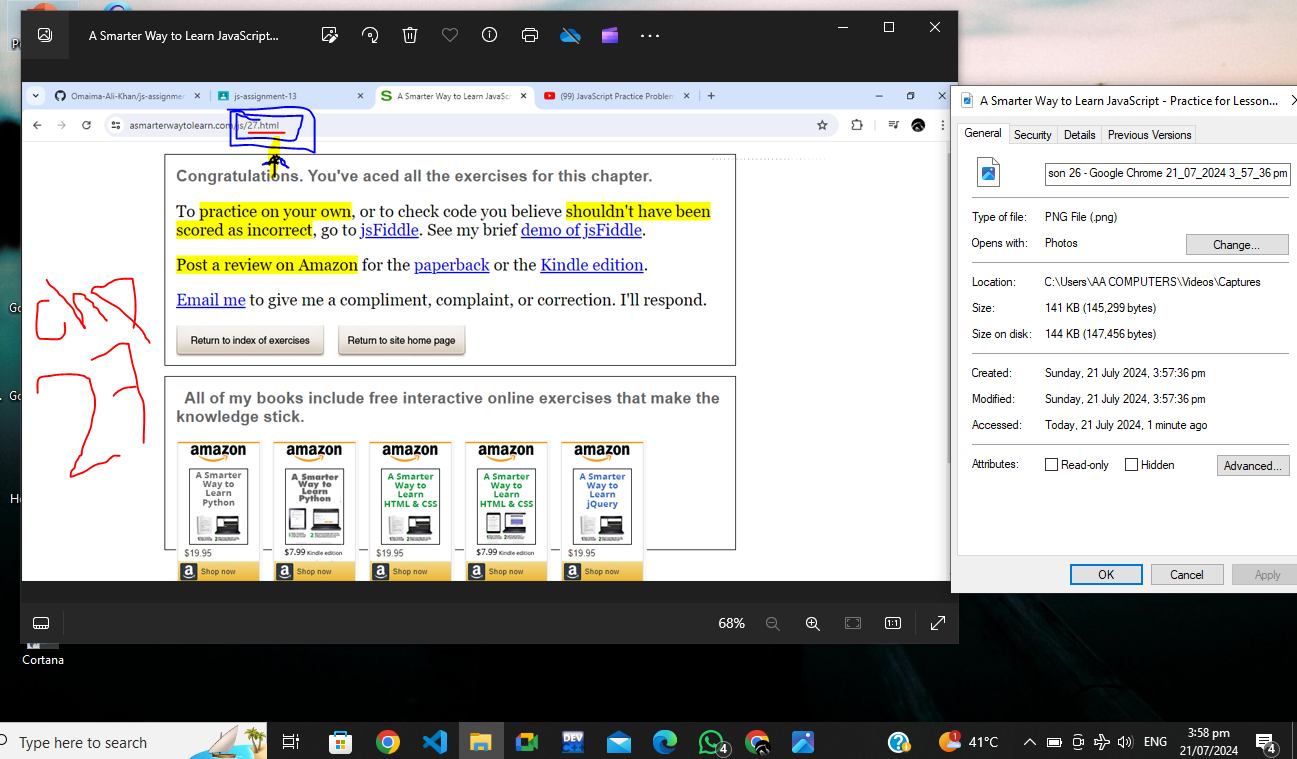 A Smarter Way to Learn JavaScript...
Omaima-Ali-Khan/js-assignmen
js-assignment-13
A Smarter Way to Learn JavaScr
(99) JavaScript Practice Problem
asmarterwaytolearn.com/js/27.html
Congratulations. You've aced all the exercises for this chapter.
To practice on your own, or to check code you believe shouldn't have been
scored as incorrect, go to jsFiddle. See my brief demo of jsFiddle.
Post a review on Amazon for the paperback or the Kindle edition.
Email me to give me a compliment, complaint, or correction. I'll respond.
Return to index of exercises
Return to site home page
27
All of my books include free interactive online exercises that make the
knowledge stick.
amazon
A Smarter
Way to
Learn
Python
$19.95
Shop now
amazon
A Smarter
Way to
Learn
Python
$7.99 Kindle edition
Shop now
amazon
A Smarter
Way to
Learn
HTML & CSS
$19.95
Shop now
amazon
A Smarter
Way to
Learn
HTML & CSS
$7.99 Kindle edition
Shop now
amazon
A Smarter
Way to
Learn
jQuery
$19.95
Shop now
68%
1:1
A Smarter Way to Learn JavaScript - Practice for Lesson...
General
Security
Details
Previous Versions
son 26 - Google Chrome 21_07_2024 3_57_36 pm
Type of file: PNG File (.png)
Opens with: Photos
Change...
Location: C:\Users\AA COMPUTERS\Videos\Captures
Size: 141 KB (145,299 bytes)
Size on disk: 144 KB (147,456 bytes)
Created: Sunday, 21 July 2024, 3:57:36 pm
Modified: Sunday, 21 July 2024, 3:57:36 pm
Accessed: Today, 21 July 2024, 1 minute ago
Attributes: Read-only Hidden
Advanced...
OK
Cancel
Apply
Go
Go
Cortana
Type here to search
DEV
4
1
41°C
ENG
3:58 pm
21/07/2024
4